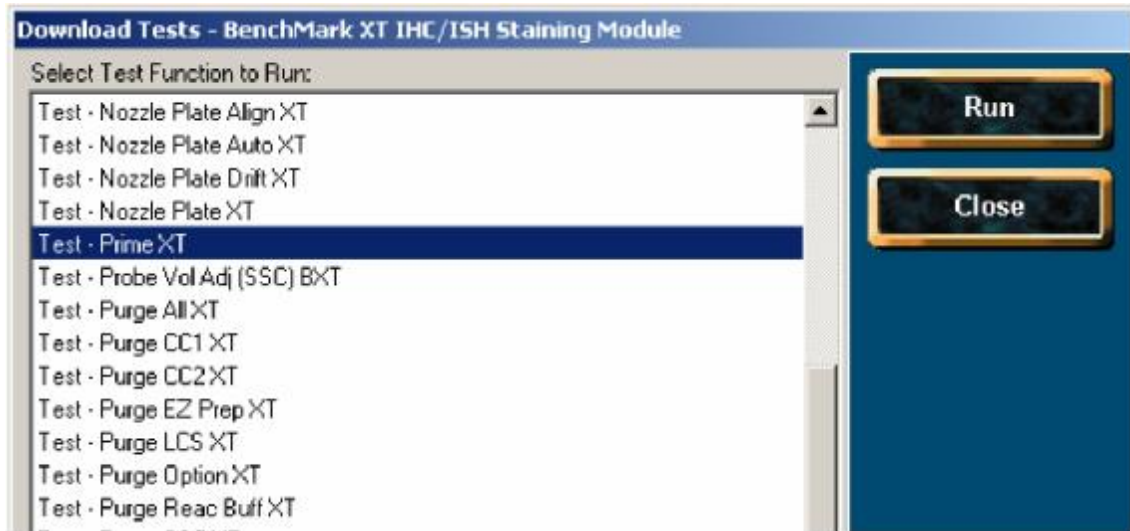 Download Tests - BenchMark XT IHC/ISH Staining Module
Select Test Function to Run:
Test - Nozzle Plate Align XT
Test - Nozzle Plate Auto XT
Test - Nozzle Plate Drift XT
Test - Nozzle Plate XT
Test - Prime XT
Test - Probe Vol Adj (SSC) BXT
Test - Purge All XT
Test - Purge CC1 XT
Test - Purge CC2 XT
Test - Purge EZ Prep XT
Test - Purge LCS XT
Test - Purge Option XT
Test - Purge Reac Buff XT
Run
Close